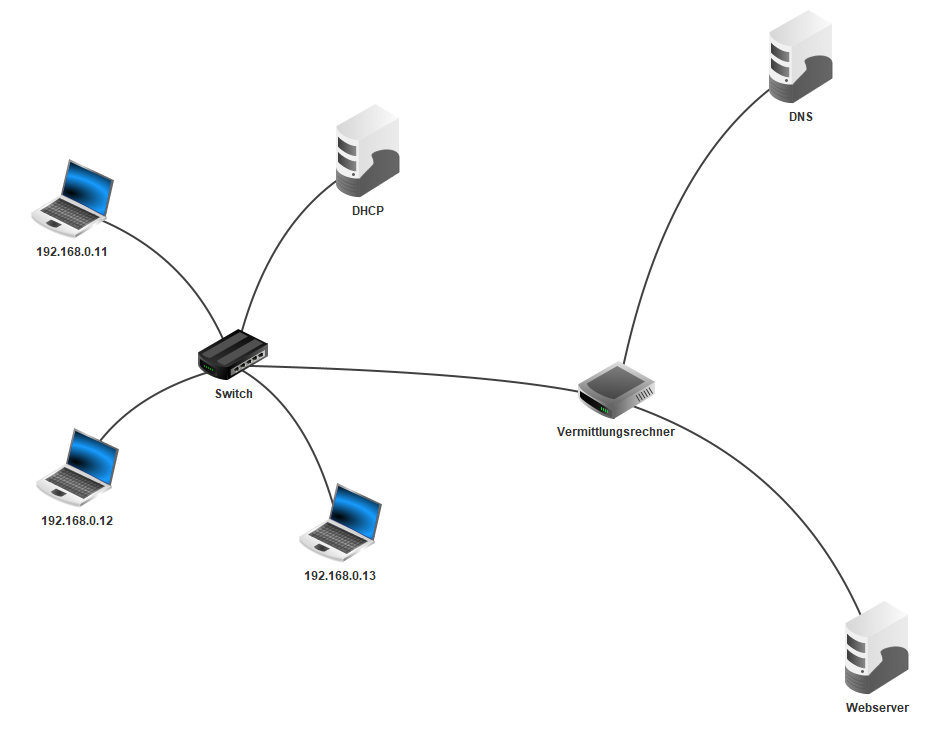 DNS
DHCP
192.168.0.11
Switch
Vermittlungsrechner
192.168.0.12
192.168.0.13
Webserver